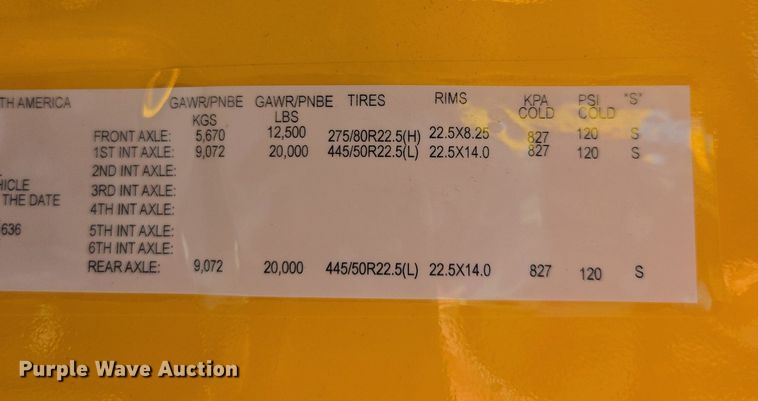 TH AMERICA GAWR/PNBE GAWR/PNBE TIRES RIMS KPA PSI "S"
KGS LBS COLD COLD
FRONT AXLE: 5,670 12,500 275/80R22.5(H) 22.5X8.25 827 120 S
1ST INT AXLE: 9,072 20,000 445/50R22.5(L) 22.5X14.0 827 120 S
2ND INT AXLE:
HICLE 3RD INT AXLE:
THE DATE 4TH INT AXLE:
636 5TH INT AXLE:
6TH INT AXLE:
REAR AXLE: 9,072 20,000 445/50R22.5(L) 22.5X14.0 827 120 S
Purple Wave Auction